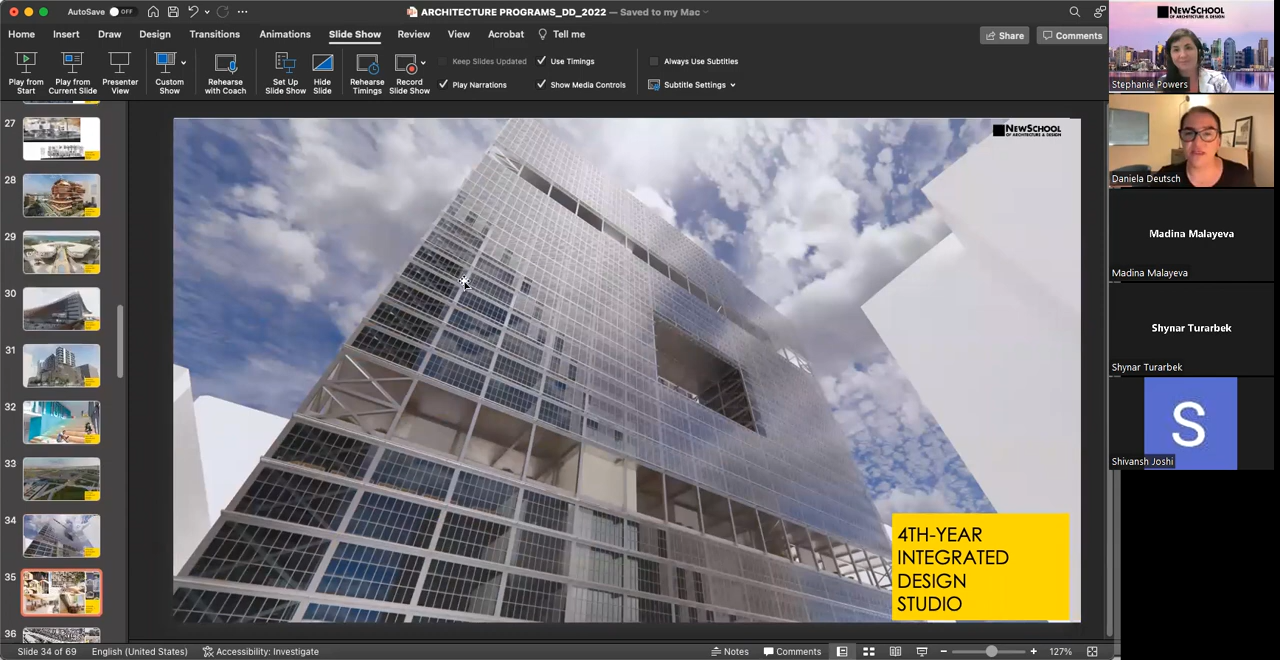 AutoSave OFF
ARCHITECTURE PROGRAMS_DD_2022 — Saved to my Mac
Home Insert Draw Design Transitions Animations Slide Show Review View Acrobat Tell me
Share Comments
Play from Start
Play from Current Slide
Presenter View
Custom Show
Rehearse with Coach
Set Up Slide Show
Hide Slide
Rehearse Timings
Record Slide Show
Keep Slides Updated
Play Narrations
Use Timings
Show Media Controls
Always Use Subtitles
Subtitle Settings
27
28
29
30
31
32
33
34
35
36
NEWSCHOOL
OF ARCHITECTURE & DESIGN
4TH-YEAR
INTEGRATED
DESIGN
STUDIO
NEWSCHOOL
OF ARCHITECTURE & DESIGN
Stephanie Powers
Daniela Deutsch
Madina Malayeva
Madina Malayeva
Shynar Turarbek
Shynar Turarbek
S
Shivansh Joshi
Slide 34 of 69 English (United States) Accessibility: Investigate Notes Comments 127%